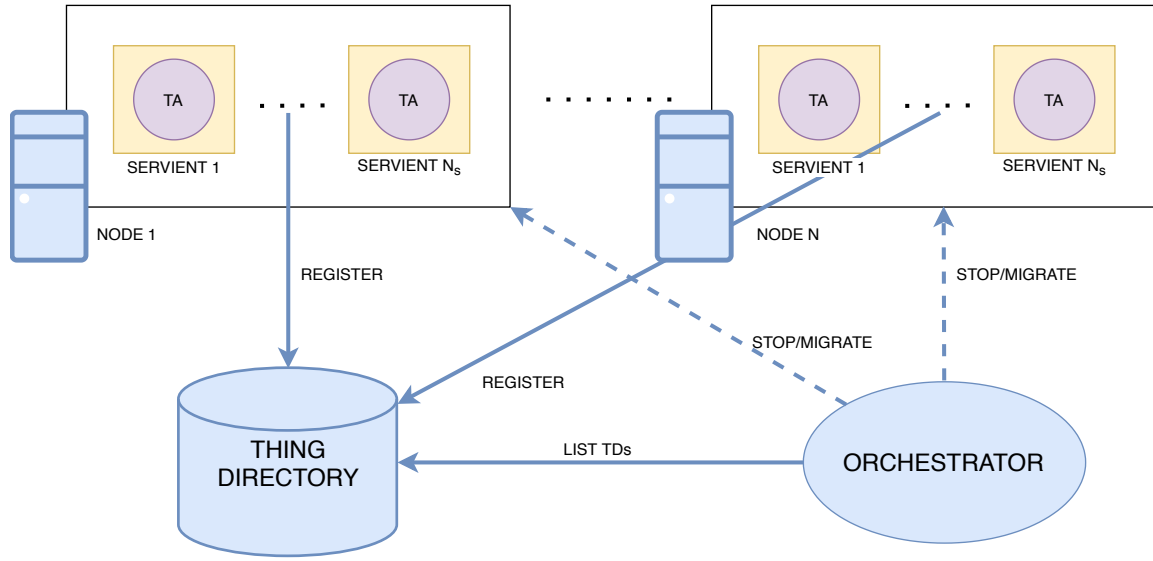 TA
TA
TA
TA
SERVIENT 1
SERVIENT Nₛ
SERVIENT 1
SERVIENT Nₛ
NODE 1
NODE N
REGISTER
STOP/MIGRATE
STOP/MIGRATE
REGISTER
THING
DIRECTORY
LIST TDs
ORCHESTRATOR